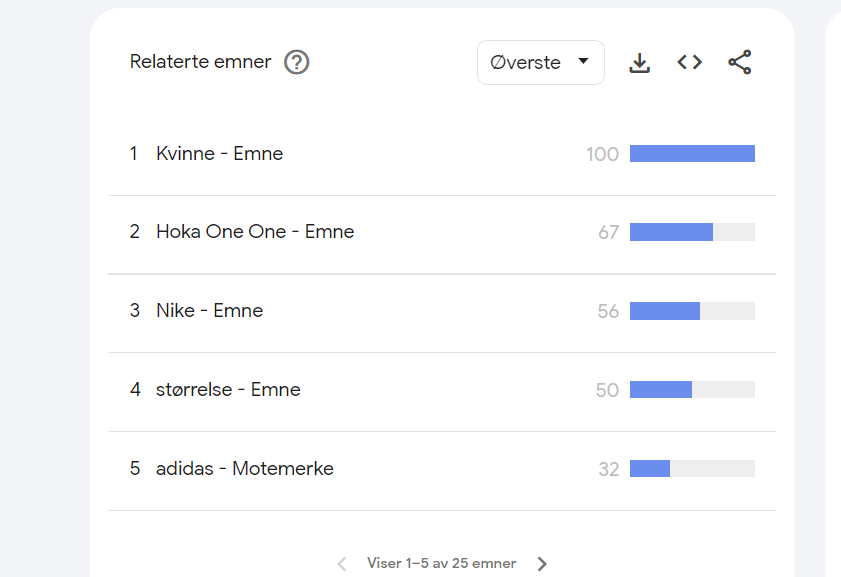 Relaterte emner
Øverste
1 Kvinne - Emne 100
2 Hoka One One - Emne 67
3 Nike - Emne 56
4 størrelse - Emne 50
5 adidas - Motemerke 32
Viser 1–5 av 25 emner